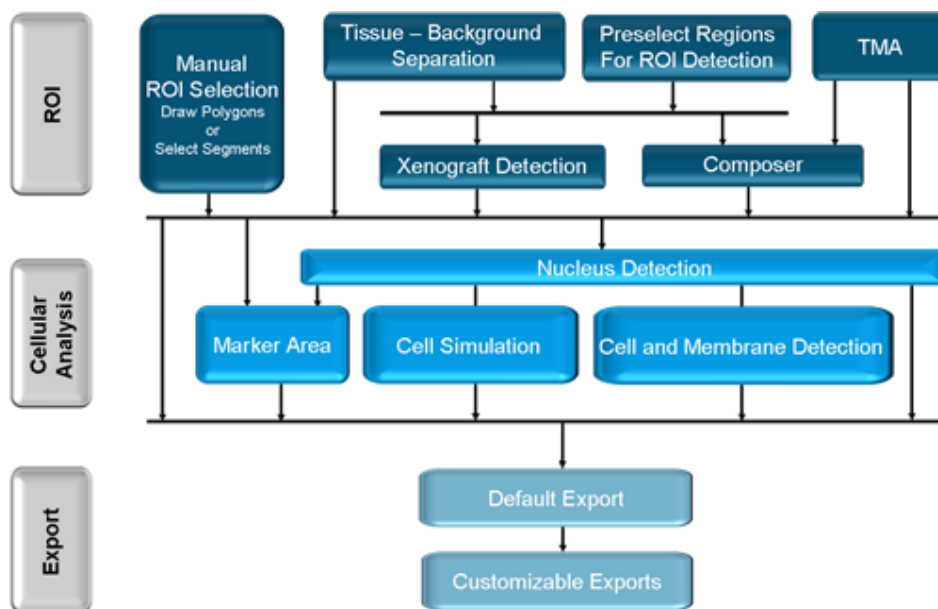 ROI
Manual
ROI Selection
Draw Polygons
or
Select Segments
Tissue – Background
Separation
Preselect Regions
For ROI Detection
TMA
Xenograft Detection
Composer
Cellular
Analysis
Nucleus Detection
Marker Area
Cell Simulation
Cell and Membrane Detection
Export
Default Export
Customizable Exports